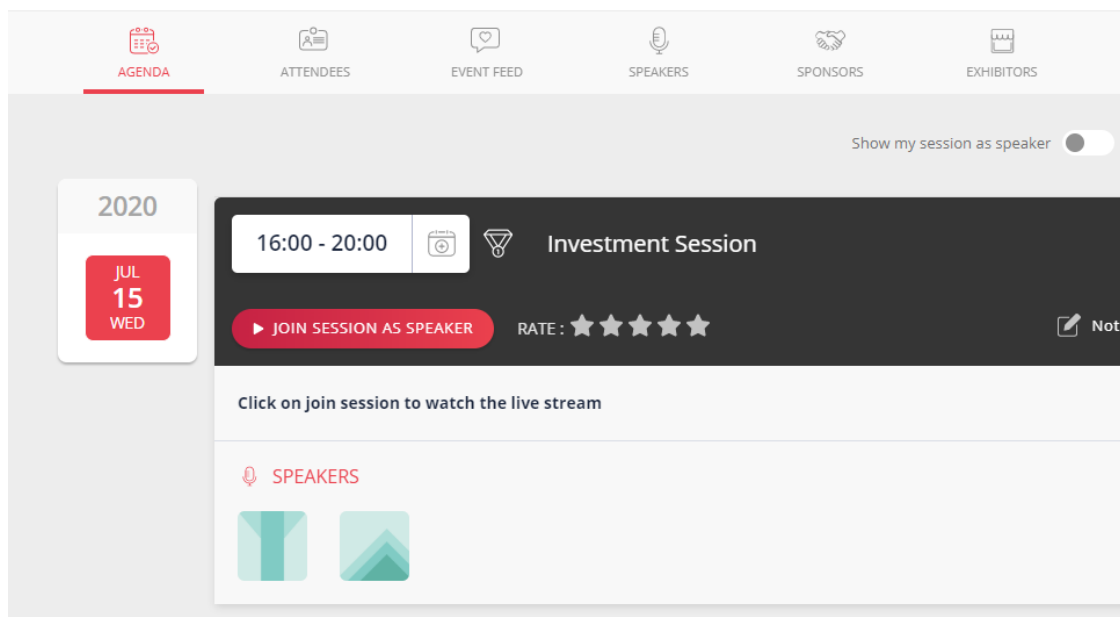 AGENDA
ATTENDEES
EVENT FEED
SPEAKERS
SPONSORS
EXHIBITORS
Show my session as speaker
2020
JUL
15
WED
16:00 - 20:00
Investment Session
JOIN SESSION AS SPEAKER
RATE :
Not
Click on join session to watch the live stream
SPEAKERS